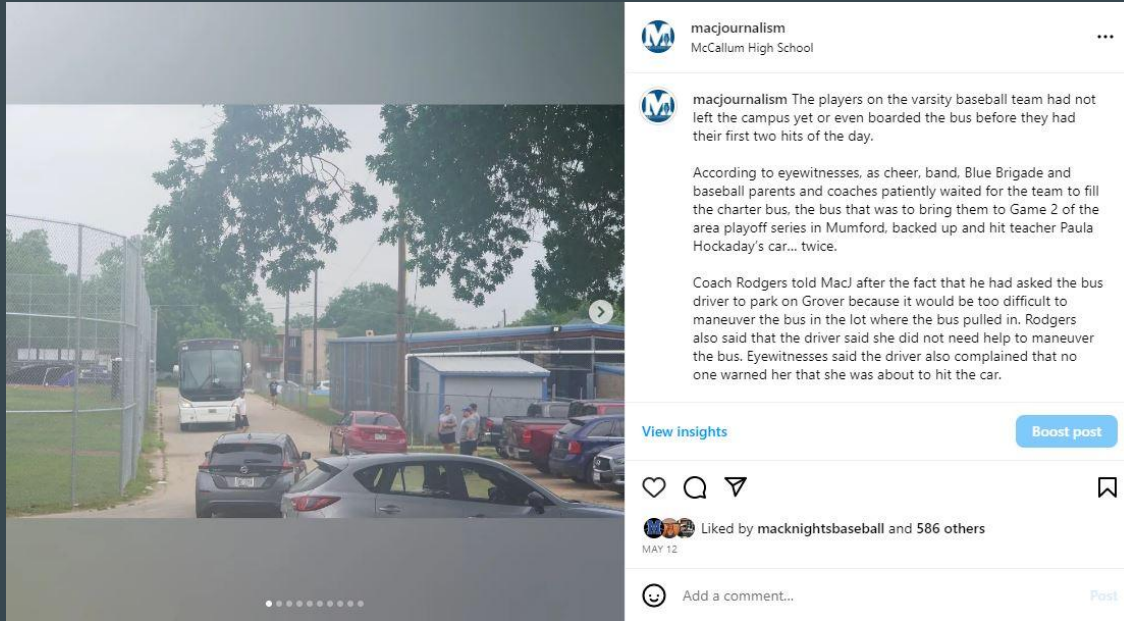 macjournalism
McCallum High School
macjournalism The players on the varsity baseball team had not
left the campus yet or even boarded the bus before they had
their first two hits of the day.
According to eyewitnesses, as cheer, band, Blue Brigade and
baseball parents and coaches patiently waited for the team to fill
the charter bus, the bus that was to bring them to Game 2 of the
area playoff series in Mumford, backed up and hit teacher Paula
Hockaday's car... twice.
Coach Rodgers told MacJ after the fact that he had asked the bus
driver to park on Grover because it would be too difficult to
maneuver the bus in the lot where the bus pulled in. Rodgers
also said that the driver said she did not need help to maneuver
the bus. Eyewitnesses said the driver also complained that no
one warned her that she was about to hit the car.
View insights
Boost post
Liked by macknightsbaseball and 586 others
MAY 12
Add a comment...
Post